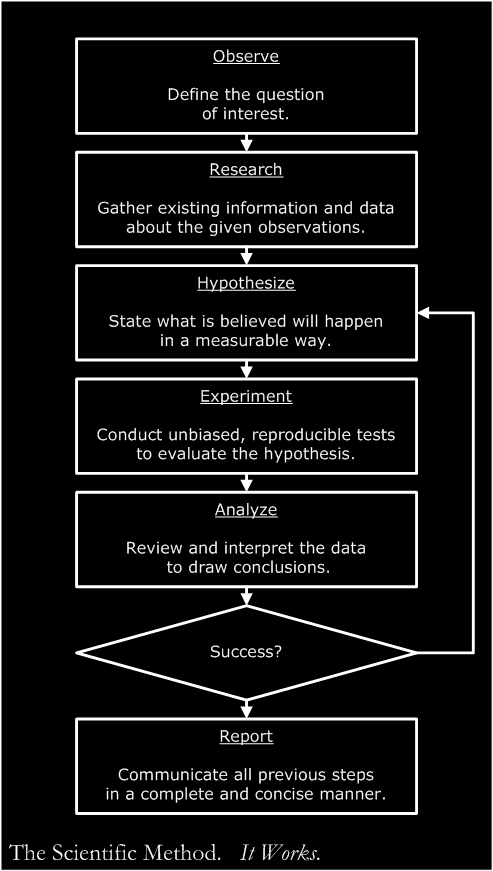 Observe
Define the question
of interest.
Research
Gather existing information and data
about the given observations.
Hypothesize
State what is believed will happen
in a measurable way.
Experiment
Conduct unbiased, reproducible tests
to evaluate the hypothesis.
Analyze
Review and interpret the data
to draw conclusions.
Success?
Report
Communicate all previous steps
in a complete and concise manner.
The Scientific Method. It Works.